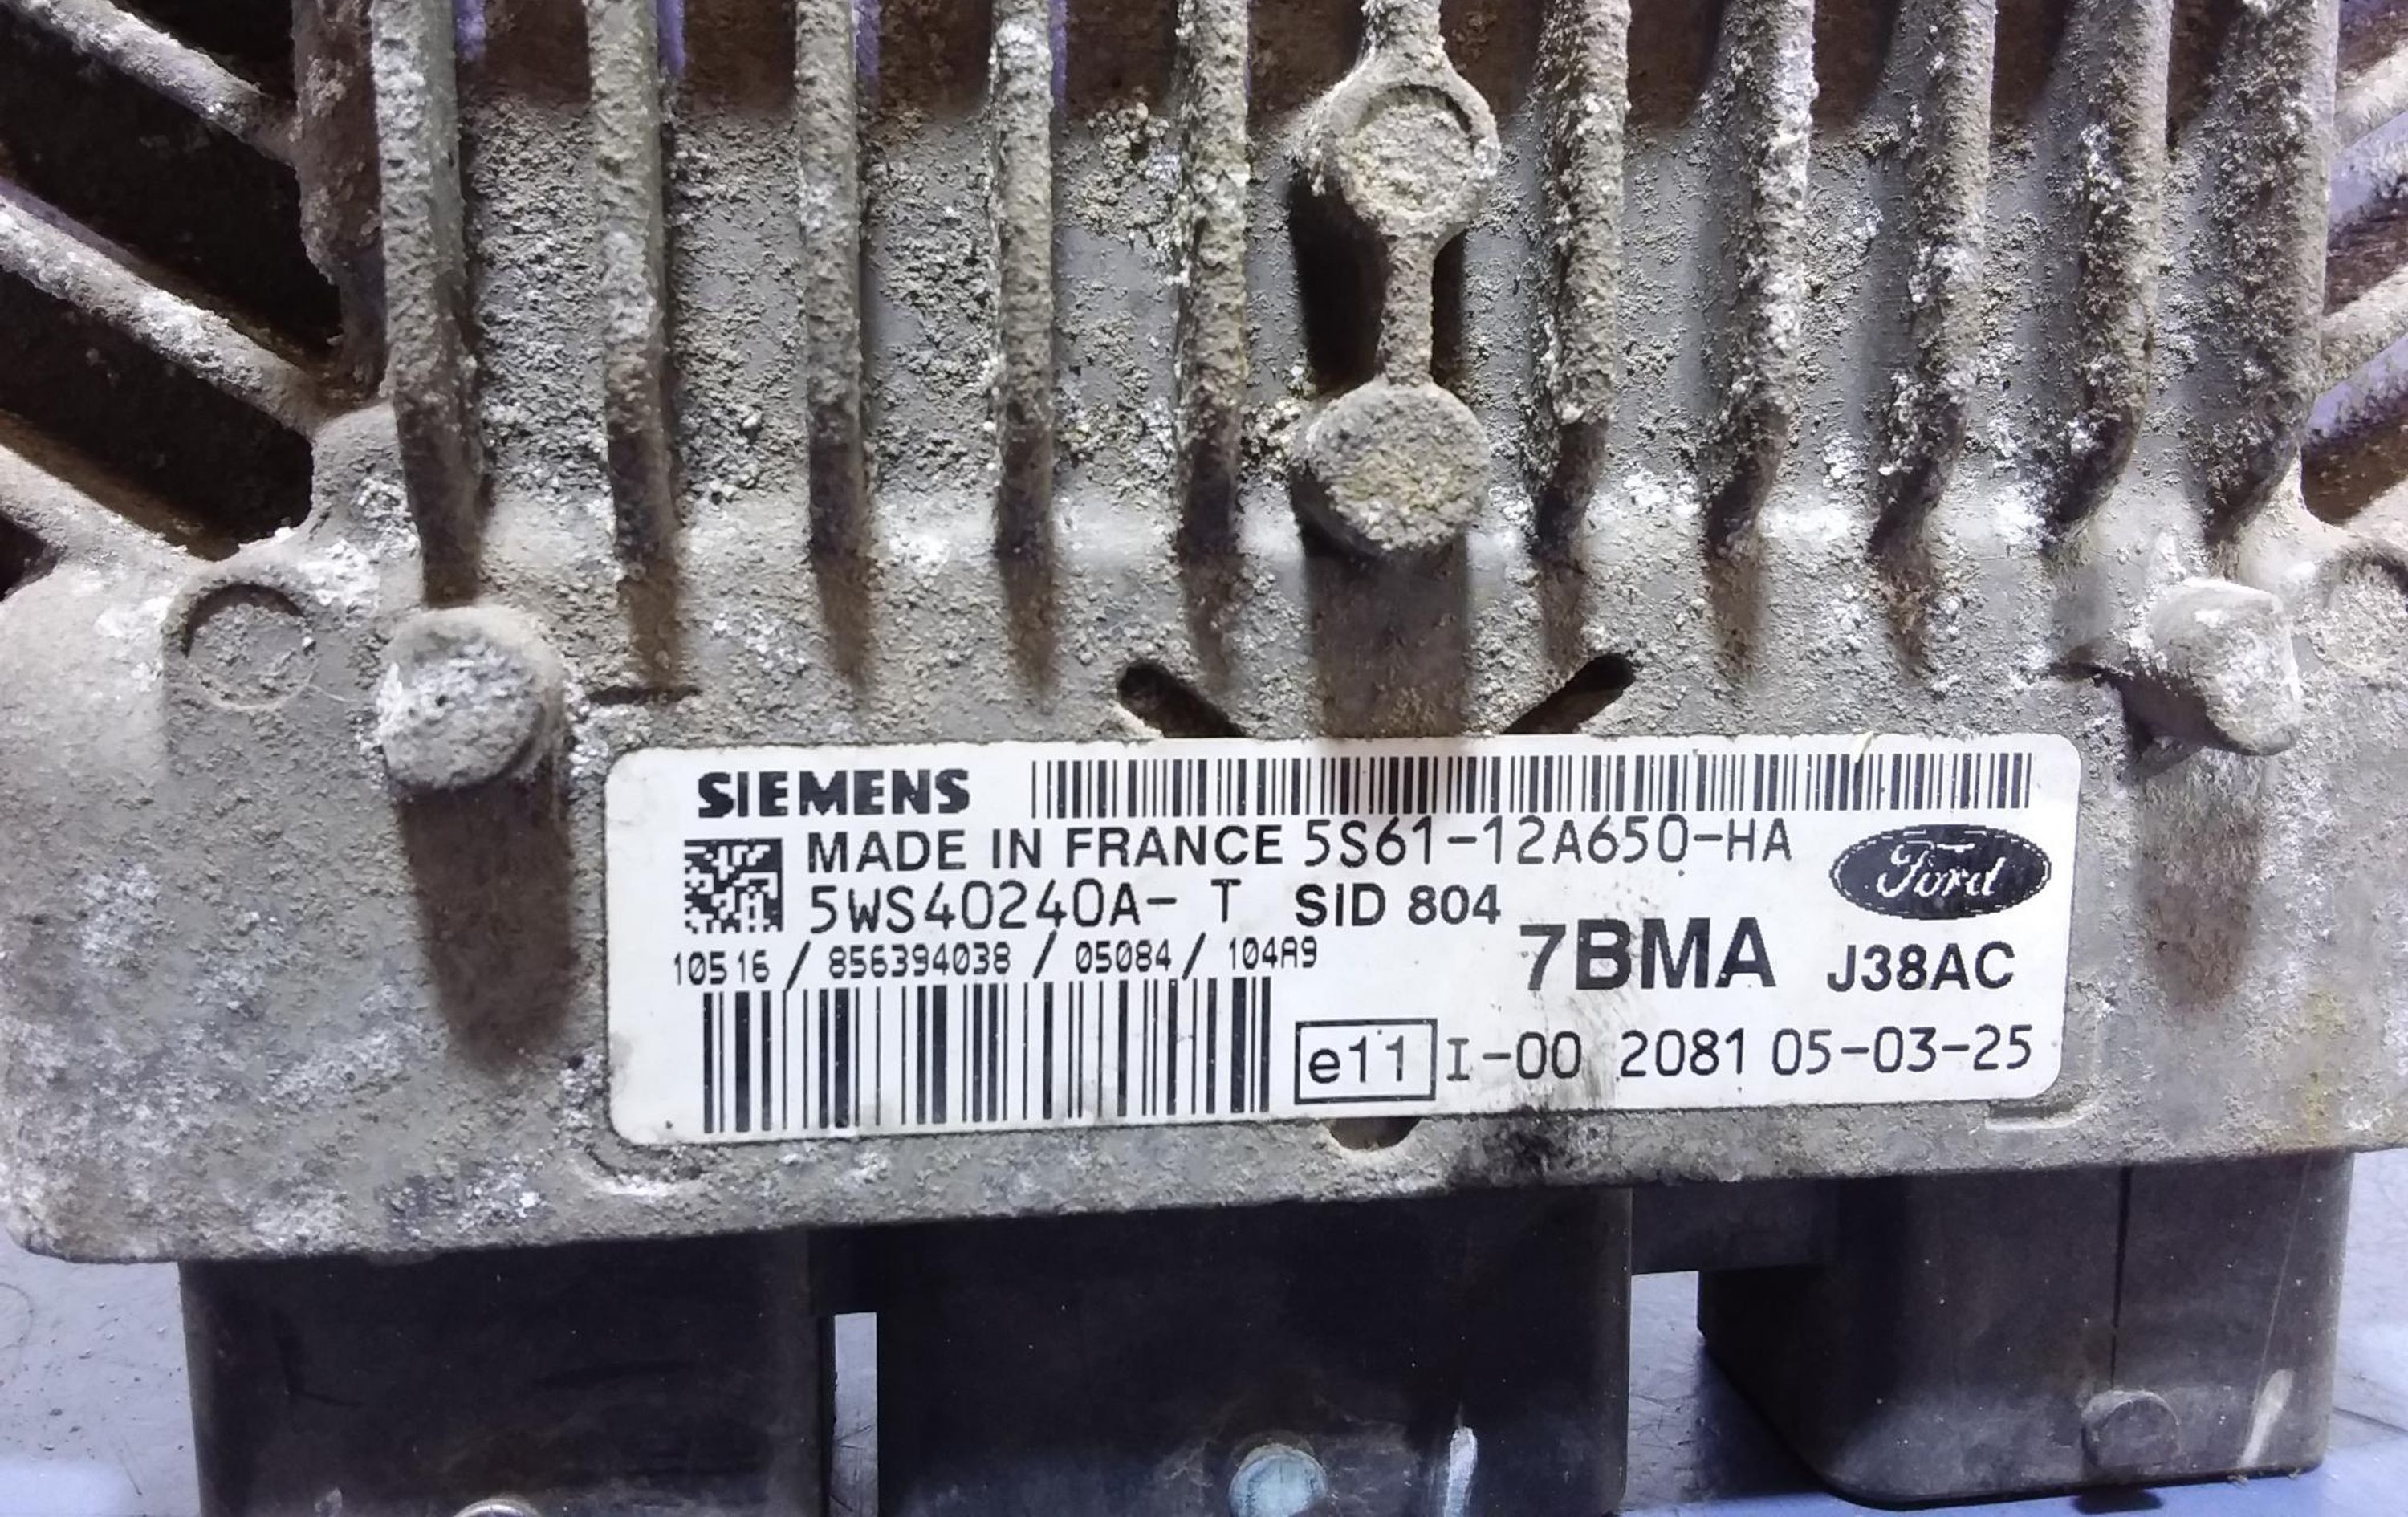 SIEMENS
MADE IN FRANCE 5S61-12A650-HA
Ford
5WS40240A- T SID 804
10516 / 856394038 / 05084 / 104A9
7BMA J38AC
e11 I-00 2081 05-03-25